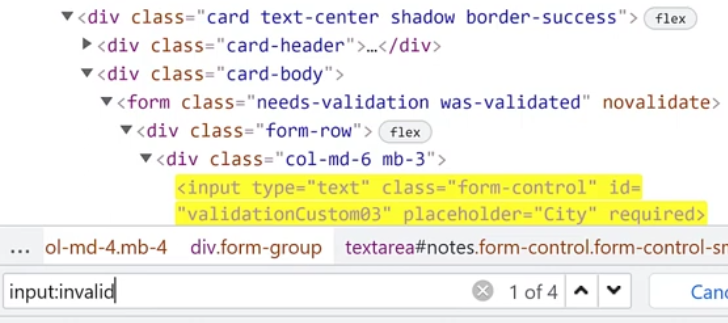 ▼<div class="card text-center shadow border-success"> flex
▶<div class="card-header">…</div>
▼<div class="card-body">
▼<form class="needs-validation was-validated" novalidate>
▼<div class="form-row"> flex
▼<div class="col-md-6 mb-3">
<input type="text" class="form-control" id=
"validationCustom03" placeholder="City" required>
... ol-md-4.mb-4 div.form-group textarea#notes.form-control.form-control-sm
input:invalid 1 of 4 Canc